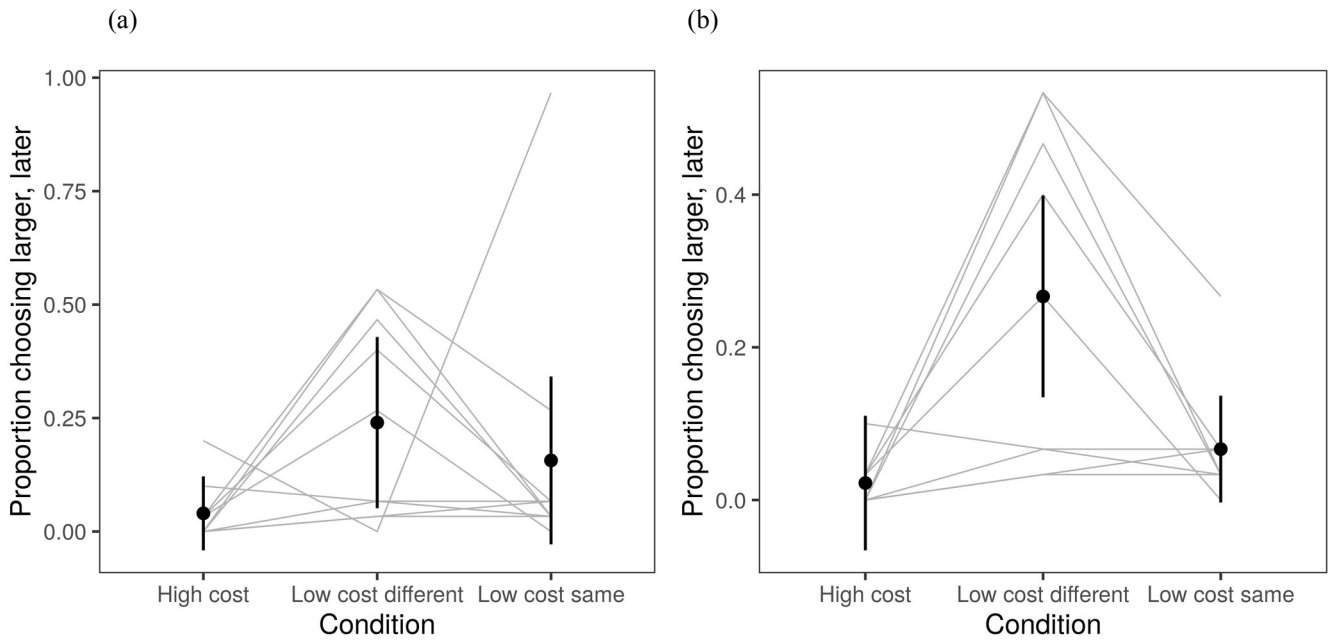 (a)
Proportion choosing larger, later
1.00
0.75
0.50
0.25
0.00
High cost
Low cost different
Low cost same
Condition
(b)
Proportion choosing larger, later
0.4
0.2
0.0
High cost
Low cost different
Low cost same
Condition